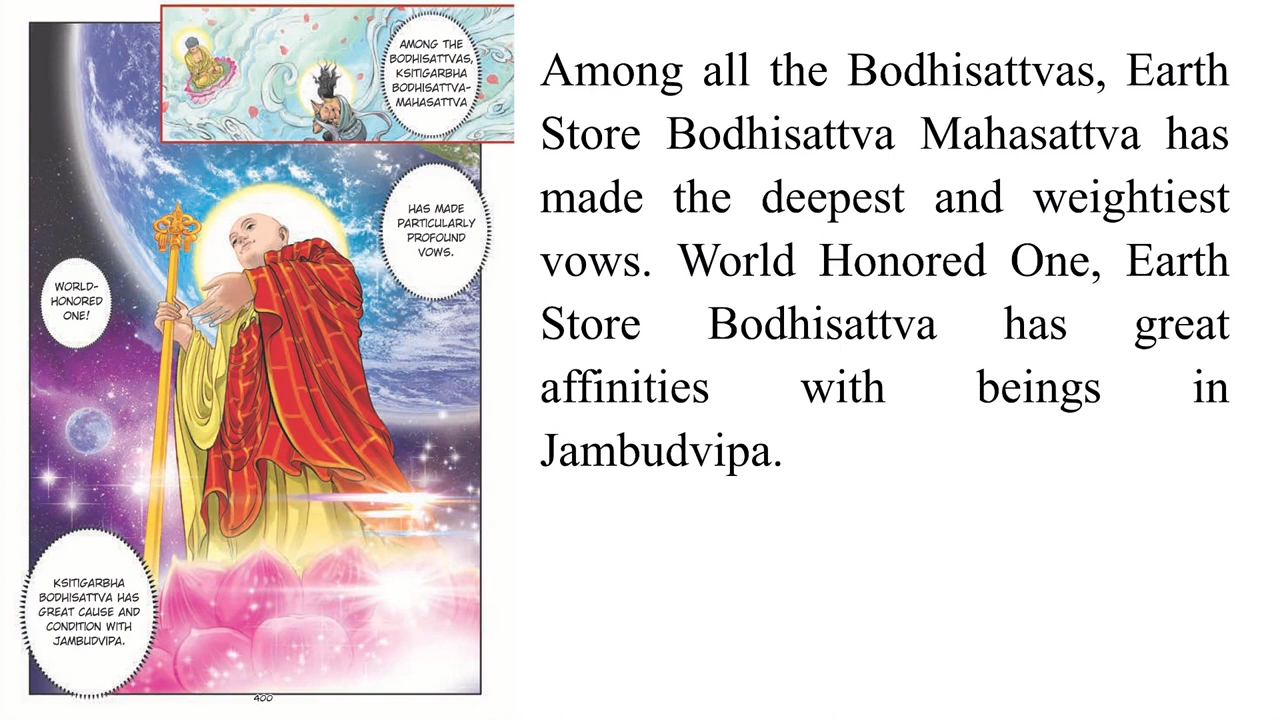 AMONG THE
BODHISATTVAS,
KSITIGARBHA
BODHISATTVA-
MAHASATTVA
HAS MADE
PARTICULARLY
PROFOUND
VOWS.
WORLD-
HONORED
ONE!
KSITIGARBHA
BODHISATTVA HAS
GREAT CAUSE AND
CONDITION WITH
JAMBUDVIPA.
400
Among all the Bodhisattvas, Earth
Store Bodhisattva Mahasattva has
made the deepest and weightiest
vows. World Honored One, Earth
Store Bodhisattva has great
affinities with beings in
Jambudvipa.